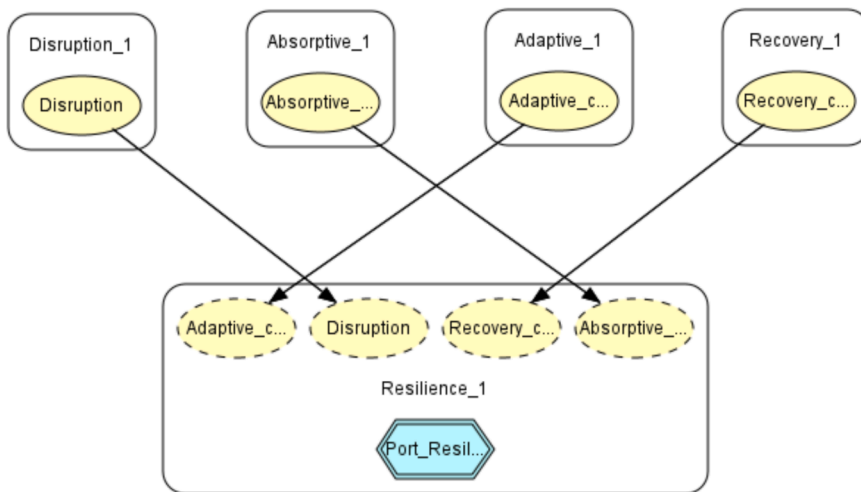 Disruption_1
Absorptive_1
Adaptive_1
Recovery_1
Disruption
Absorptive_...
Adaptive_c...
Recovery_c...
Adaptive_c...
Disruption
Recovery_c...
Absorptive_...
Resilience_1
Port_Resil...